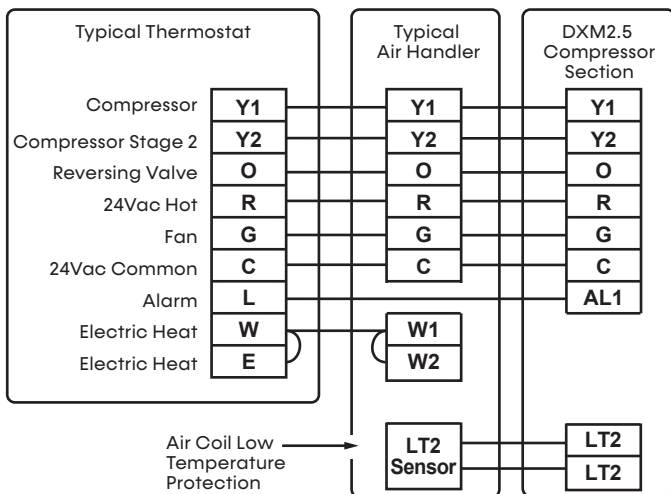 Typical Thermostat
Typical
Air Handler
DXM2.5
Compressor
Section
Compressor Y1 Y1 Y1
Compressor Stage 2 Y2 Y2 Y2
Reversing Valve O O O
24Vac Hot R R R
Fan G G G
24Vac Common C C C
Alarm L AL1
Electric Heat W W1
Electric Heat E W2
Air Coil Low
Temperature
Protection
LT2
Sensor
LT2
LT2